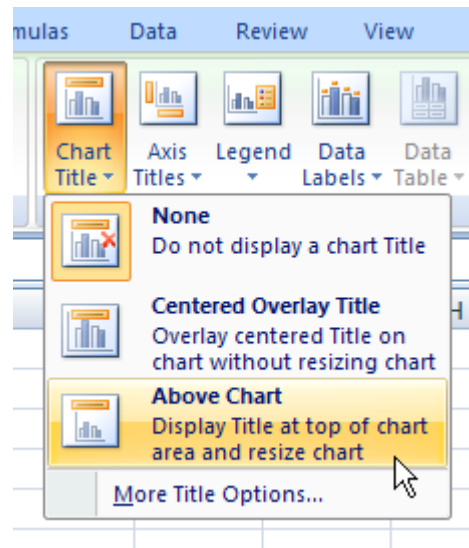 mulas Data Review View
Chart Title Axis Titles Legend Data Labels Data Table
None
Do not display a chart Title
Centered Overlay Title
Overlay centered Title on
chart without resizing chart
H
Above Chart
Display Title at top of chart
area and resize chart
More Title Options...